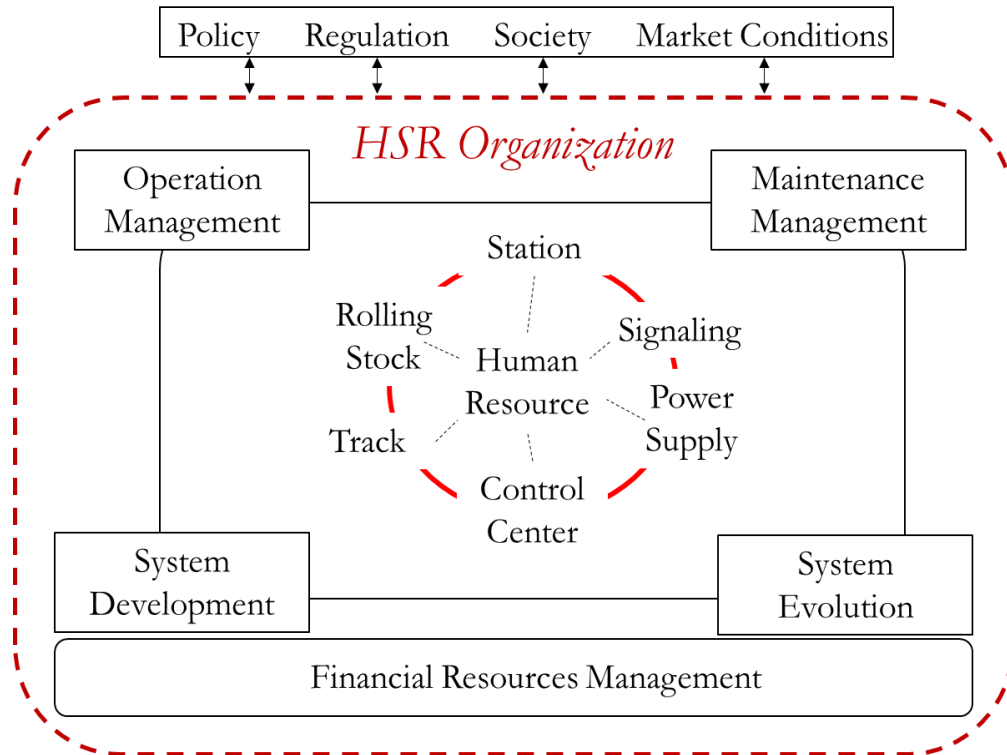 Policy Regulation Society Market Conditions
HSR Organization
Operation
Management
Maintenance
Management
Station
Rolling
Stock
Signaling
Human
Resource
Power
Supply
Track
Control
Center
System
Development
System
Evolution
Financial Resources Management